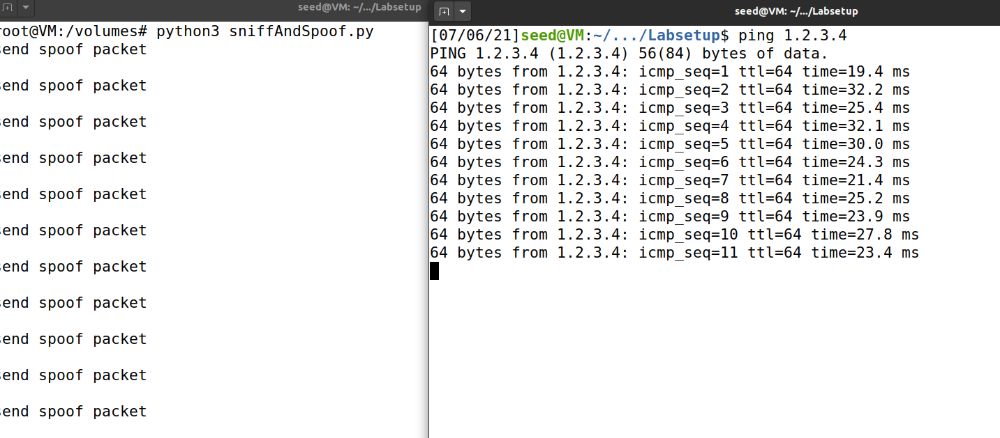 seed@VM: ~/.../Labsetup
root@VM:/volumes# python3 sniffAndSpoof.py
send spoof packet
send spoof packet
send spoof packet
send spoof packet
send spoof packet
send spoof packet
send spoof packet
send spoof packet
send spoof packet
send spoof packet
send spoof packet
seed@VM: ~/.../Labsetup
[07/06/21]seed@VM:~/.../Labsetup$ ping 1.2.3.4
PING 1.2.3.4 (1.2.3.4) 56(84) bytes of data.
64 bytes from 1.2.3.4: icmp_seq=1 ttl=64 time=19.4 ms
64 bytes from 1.2.3.4: icmp_seq=2 ttl=64 time=32.2 ms
64 bytes from 1.2.3.4: icmp_seq=3 ttl=64 time=25.4 ms
64 bytes from 1.2.3.4: icmp_seq=4 ttl=64 time=32.1 ms
64 bytes from 1.2.3.4: icmp_seq=5 ttl=64 time=30.0 ms
64 bytes from 1.2.3.4: icmp_seq=6 ttl=64 time=24.3 ms
64 bytes from 1.2.3.4: icmp_seq=7 ttl=64 time=21.4 ms
64 bytes from 1.2.3.4: icmp_seq=8 ttl=64 time=25.2 ms
64 bytes from 1.2.3.4: icmp_seq=9 ttl=64 time=23.9 ms
64 bytes from 1.2.3.4: icmp_seq=10 ttl=64 time=27.8 ms
64 bytes from 1.2.3.4: icmp_seq=11 ttl=64 time=23.4 ms